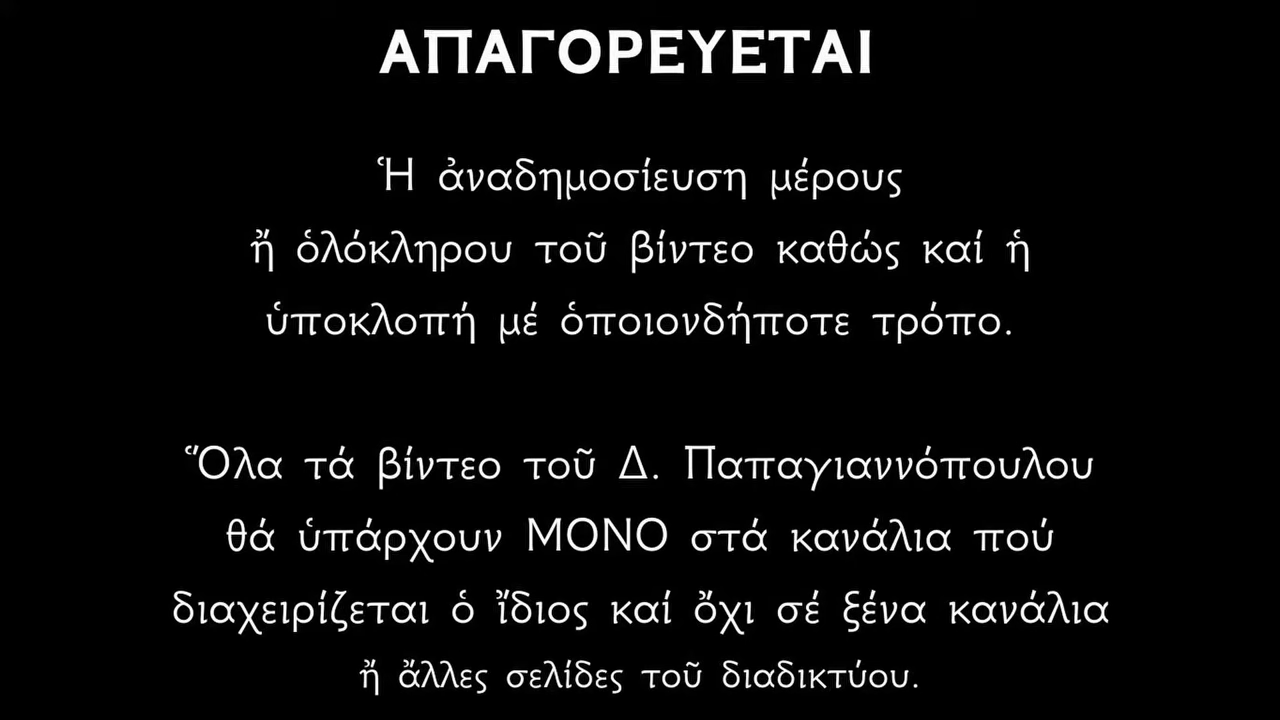 ΑΠΑΓΟΡΕΥΕΤΑΙ
Ἡ ἀναδημοσίευση μέρους
ἤ ὁλόκληρου τοῦ βίντεο καθώς καί ἡ
ὑποκλοπή μέ ὁποιονδήποτε τρόπο.
Ὅλα τά βίντεο τοῦ Δ. Παπαγιαννόπουλου
θά ὑπάρχουν ΜΟΝΟ στά κανάλια πού
διαχειρίζεται ὁ ἴδιος καί ὄχι σέ ξένα κανάλια
ἤ ἄλλες σελίδες τοῦ διαδικτύου.